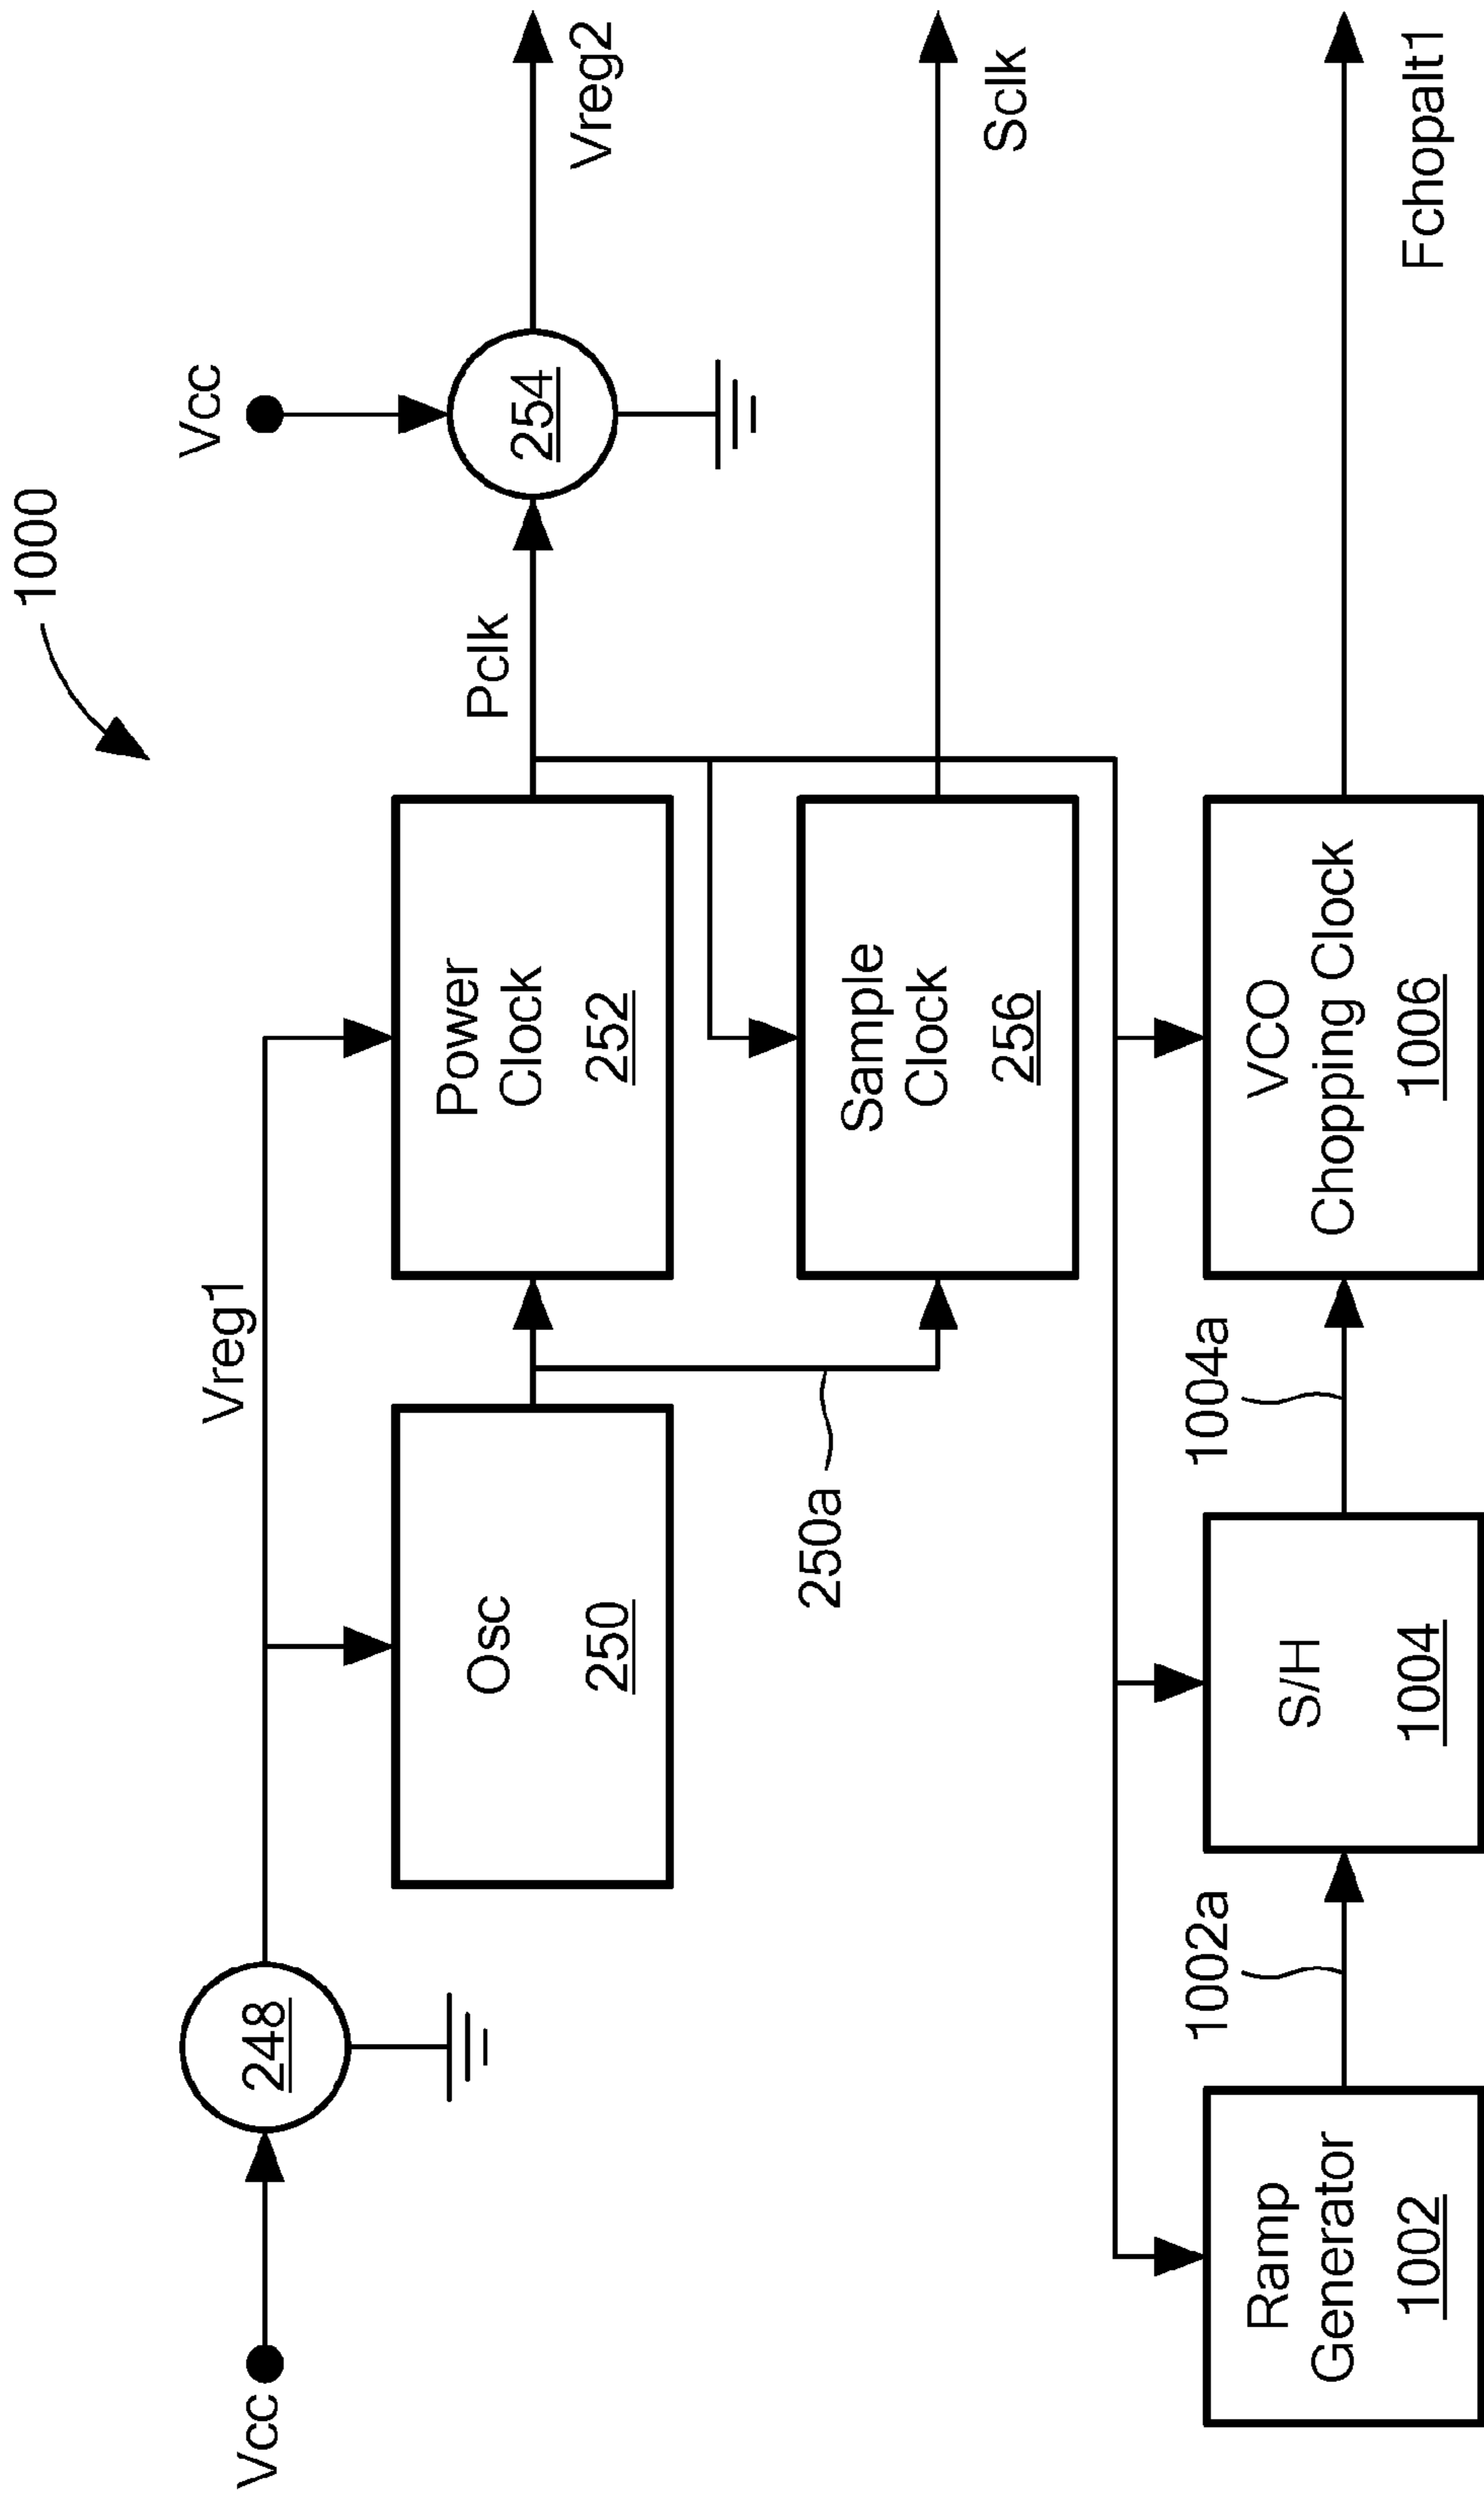 1000
Vcc
Vcc
248
Vreg1
Osc
250
250a
Power
Clock
252
Pclk
254
Vreg2
Sample
Clock
256
Sclk
Ramp
Generator
1002
1002a
S/H
1004
1004a
VCO
Chopping Clock
1006
Fchopalt1